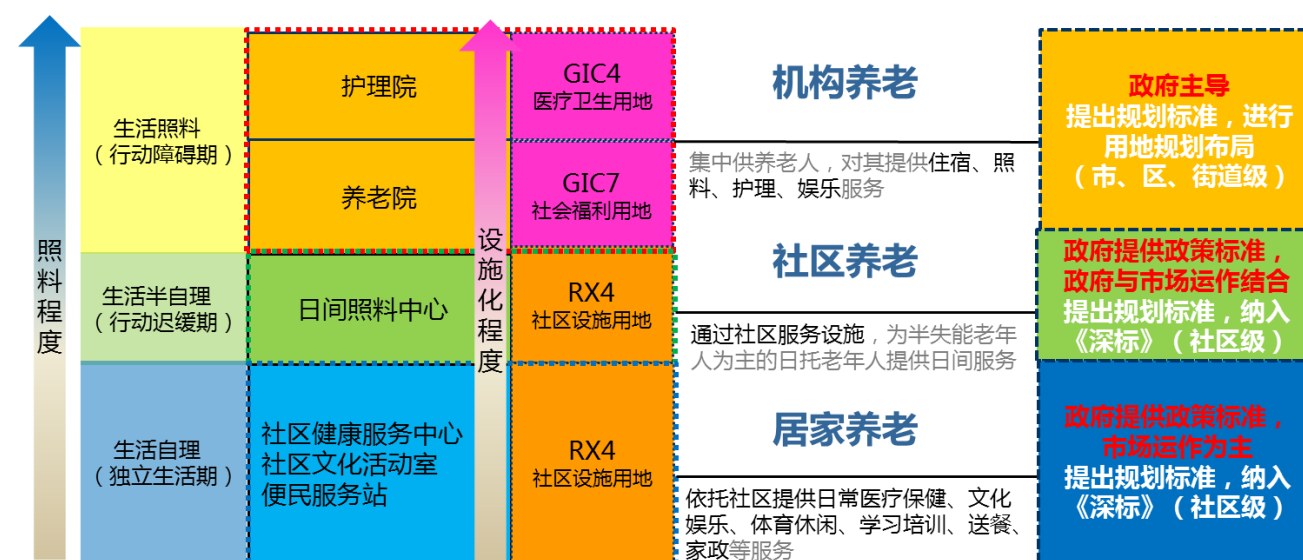 照料程度
生活照料
（行动障碍期）
生活半自理
（行动迟缓期）
生活自理
（独立生活期）
护理院
养老院
日间照料中心
社区健康服务中心
社区文化活动室
便民服务站
设施化程度
GIC4
医疗卫生用地
GIC7
社会福利用地
RX4
社区设施用地
RX4
社区设施用地
机构养老
集中供养老人，对其提供住宿、照
料、护理、娱乐服务
社区养老
通过社区服务设施，为半失能老年
人为主的日托老年人提供日间服务
居家养老
依托社区提供日常医疗保健、文化
娱乐、体育休闲、学习培训、送餐、
家政等服务
政府主导
提出规划标准，进行
用地规划布局
（市、区、街道级）
政府提供政策标准，
政府与市场运作结合
提出规划标准，纳入
《深标》（社区级）
政府提供政策标准，
市场运作为主
提出规划标准，纳入
《深标》（社区级）